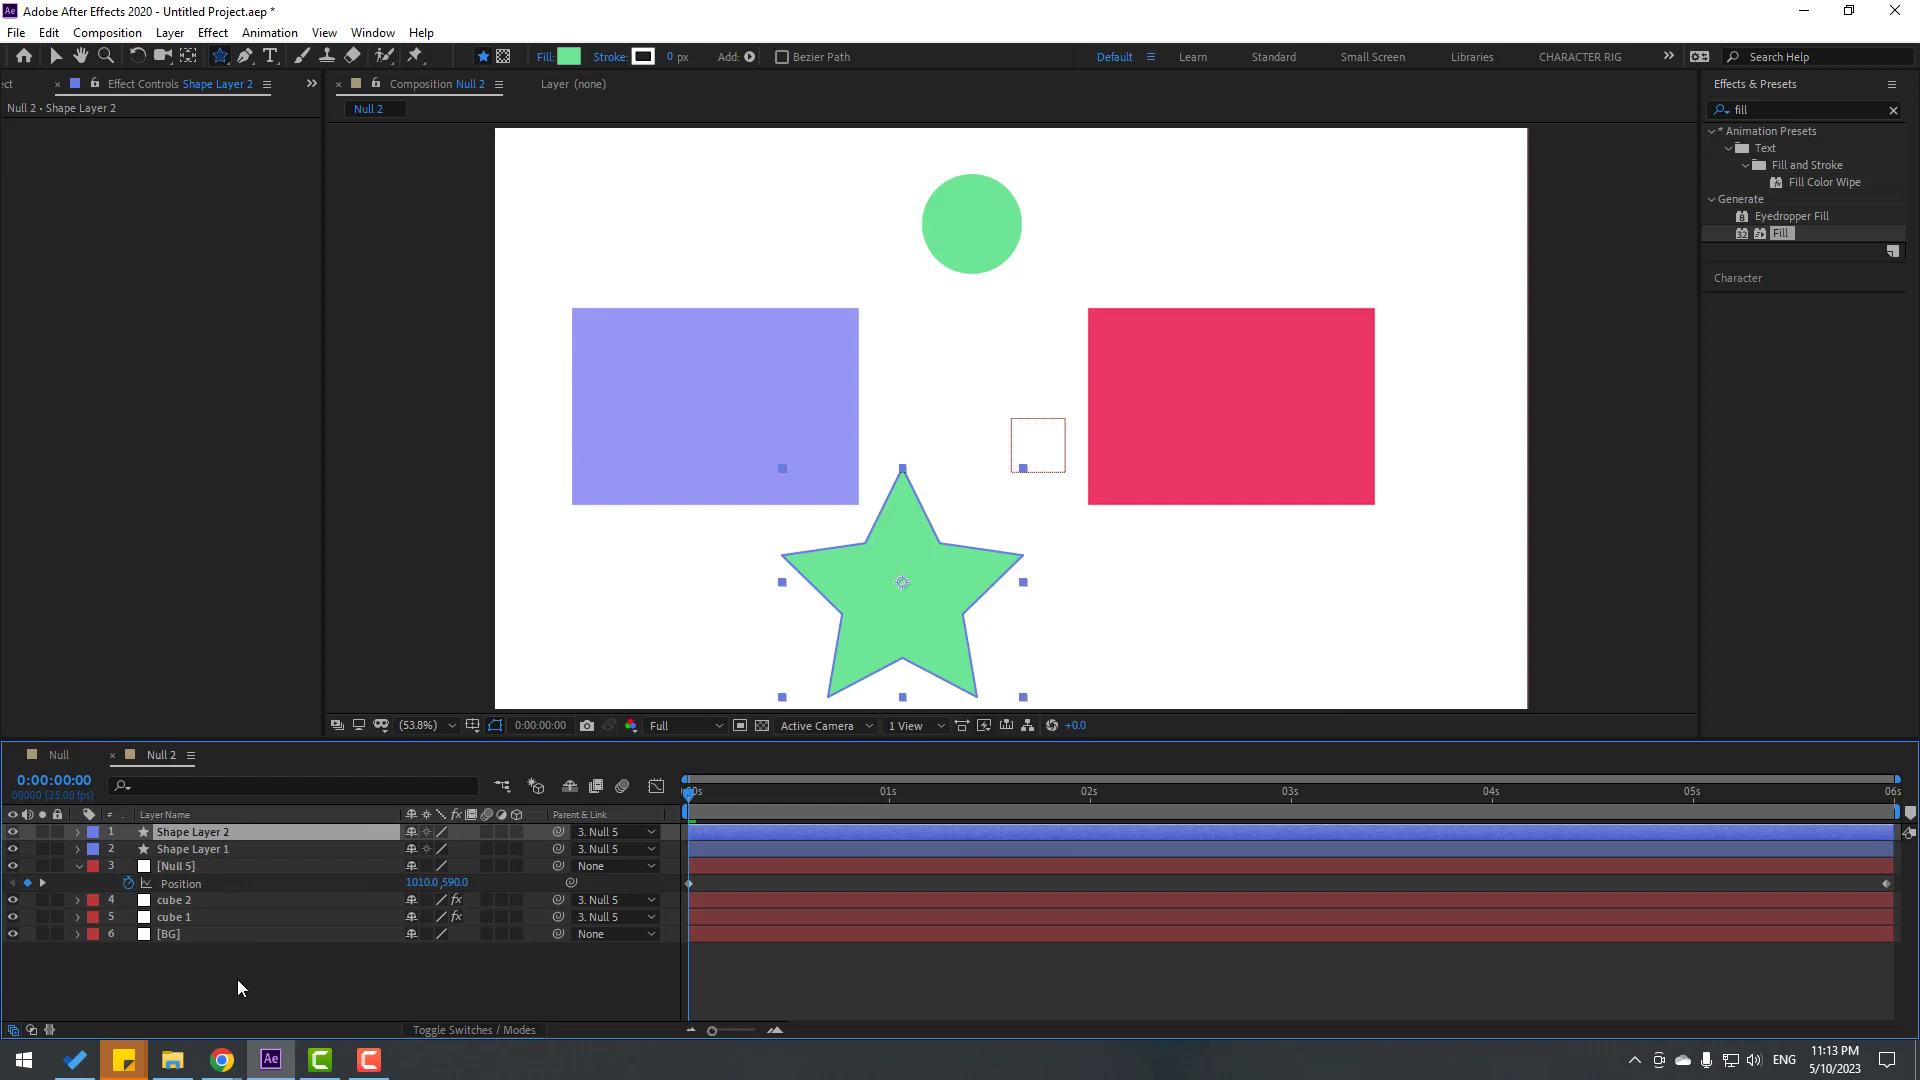 Adobe After Effects 2020 - Untitled Project.aep *
File Edit Composition Layer Effect Animation View Window Help
Fill: Stroke: 0 px Add: Bezier Path Default Learn Standard Small Screen Libraries CHARACTER RIG Search Help
ect Effect Controls Shape Layer 2 Composition Null 2 Layer (none) Effects & Presets
Null 2 • Shape Layer 2
Null 2
fill
* Animation Presets
Text
Fill and Stroke
Fill Color Wipe
Generate
Eyedropper Fill
Fill
Character
(53.8%) 0:00:00:00 Full Active Camera 1 View +0.0
Null Null 2
0:00:00:00
00000 (25.00 fps)
:00s 01s 02s 03s 04s 05s 06s
# Layer Name Parent & Link
1 Shape Layer 2 3. Null 5
2 Shape Layer 1 3. Null 5
3 [Null 5] None
Position 1010.0,590.0
4 cube 2 fx 3. Null 5
5 cube 1 fx 3. Null 5
6 [BG] None
Toggle Switches / Modes
Ae ENG 11:13 PM
5/10/2023